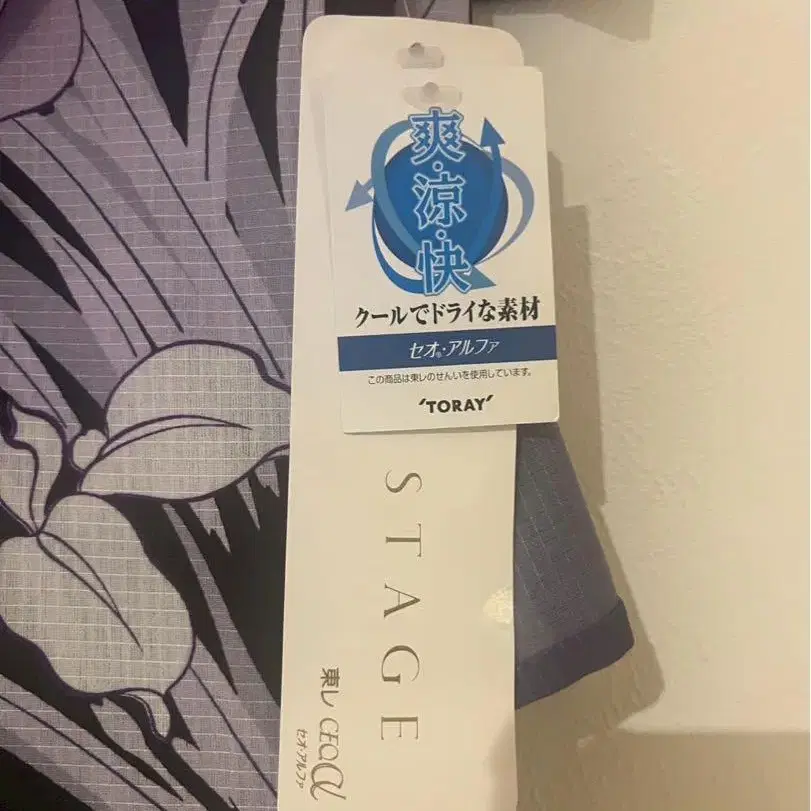 爽・涼・快
クールでドライな素材
セオ®・アルファ
この商品は東レのせんいを使用しています。
'TORAY'
STAGE
東レ CEOα
セオ・アルファ